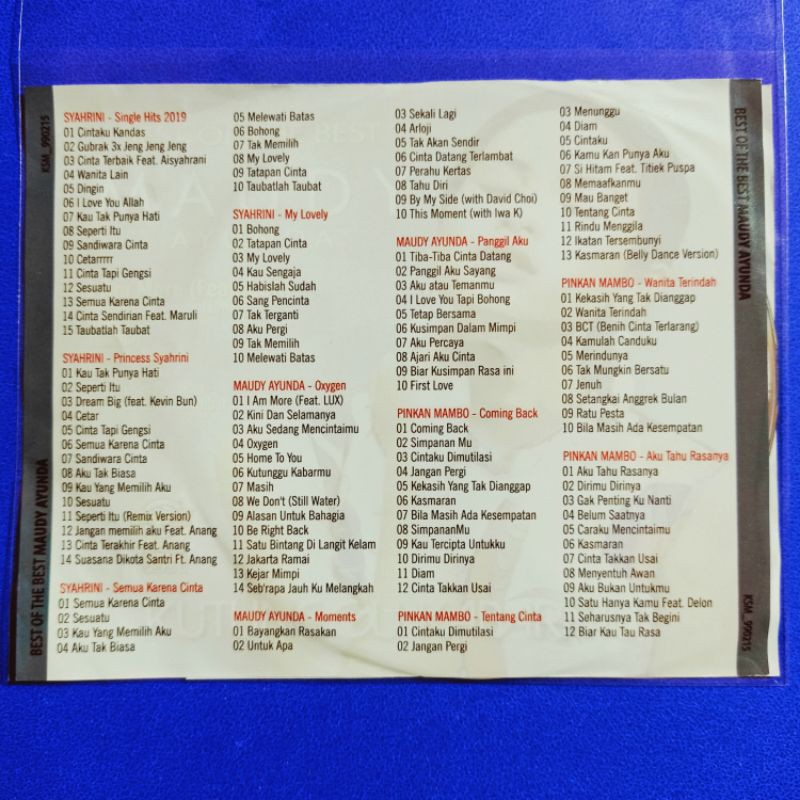 KSM_990215
BEST OF THE BEST MAUDY AYUNDA
SYAHRINI - Single Hits 2019
01 Cintaku Kandas
02 Gubrak 3x Jeng Jeng Jeng
03 Cinta Terbaik Feat. Aisyahrani
04 Wanita Lain
05 Dingin
06 I Love You Allah
07 Kau Tak Punya Hati
08 Seperti Itu
09 Sandiwara Cinta
10 Cetarrrrr
11 Cinta Tapi Gengsi
12 Sesuatu
13 Semua Karena Cinta
14 Cinta Sendirian Feat. Maruli
15 Taubatlah Taubat
SYAHRINI - Princess Syahrini
01 Kau Tak Punya Hati
02 Seperti Itu
03 Dream Big (feat. Kevin Bun)
04 Cetar
05 Cinta Tapi Gengsi
06 Semua Karena Cinta
07 Sandiwara Cinta
08 Aku Tak Biasa
09 Kau Yang Memilih Aku
10 Sesuatu
11 Seperti Itu (Remix Version)
12 Jangan memilih aku Feat. Anang
13 Cinta Terakhir Feat. Anang
14 Suasana Dikota Santri Ft. Anang
SYAHRINI - Semua Karena Cinta
01 Semua Karena Cinta
02 Sesuatu
03 Kau Yang Memilih Aku
04 Aku Tak Biasa
05 Melewati Batas
06 Bohong
07 Tak Memilih
08 My Lovely
09 Tatapan Cinta
10 Taubatlah Taubat
SYAHRINI - My Lovely
01 Bohong
02 Tatapan Cinta
03 My Lovely
04 Kau Sengaja
05 Habislah Sudah
06 Sang Pencinta
07 Tak Terganti
08 Aku Pergi
09 Tak Memilih
10 Melewati Batas
MAUDY AYUNDA - Oxygen
01 I Am More (Feat. LUX)
02 Kini Dan Selamanya
03 Aku Sedang Mencintaimu
04 Oxygen
05 Home To You
06 Kutunggu Kabarmu
07 Masih
08 We Don't (Still Water)
09 Alasan Untuk Bahagia
10 Be Right Back
11 Satu Bintang Di Langit Kelam
12 Jakarta Ramai
13 Kejar Mimpi
14 Seb'rapa Jauh Ku Melangkah
MAUDY AYUNDA - Moments
01 Bayangkan Rasakan
02 Untuk Apa
03 Sekali Lagi
04 Arloji
05 Tak Akan Sendir
06 Cinta Datang Terlambat
07 Perahu Kertas
08 Tahu Diri
09 By My Side (with David Choi)
10 This Moment (with Iwa K)
MAUDY AYUNDA - Panggil Aku
01 Tiba-Tiba Cinta Datang
02 Panggil Aku Sayang
03 Aku atau Temanmu
04 I Love You Tapi Bohong
05 Tetap Bersama
06 Kusimpan Dalam Mimpi
07 Aku Percaya
08 Ajari Aku Cinta
09 Biar Kusimpan Rasa ini
10 First Love
PINKAN MAMBO - Coming Back
01 Coming Back
02 Simpanan Mu
03 Cintaku Dimutilasi
04 Jangan Pergi
05 Kekasih Yang Tak Dianggap
06 Kasmaran
07 Bila Masih Ada Kesempatan
08 SimpananMu
09 Kau Tercipta Untukku
10 Dirimu Dirinya
11 Diam
12 Cinta Takkan Usai
PINKAN MAMBO - Tentang Cinta
01 Cintaku Dimutilasi
02 Jangan Pergi
03 Menunggu
04 Diam
05 Cintaku
06 Kamu Kan Punya Aku
07 Si Hitam Feat. Titiek Puspa
08 Memaafkanmu
09 Mau Banget
10 Tentang Cinta
11 Rindu Menggila
12 Ikatan Tersembunyi
13 Kasmaran (Belly Dance Version)
PINKAN MAMBO - Wanita Terindah
01 Kekasih Yang Tak Dianggap
02 Wanita Terindah
03 BCT (Benih Cinta Terlarang)
04 Kamulah Canduku
05 Merindunya
06 Tak Mungkin Bersatu
07 Jenuh
08 Setangkai Anggrek Bulan
09 Ratu Pesta
10 Bila Masih Ada Kesempatan
PINKAN MAMBO - Aku Tahu Rasanya
01 Aku Tahu Rasanya
02 Dirimu Dirinya
03 Gak Penting Ku Nanti
04 Belum Saatnya
05 Caraku Mencintaimu
06 Kasmaran
07 Cinta Takkan Usai
08 Menyentuh Awan
09 Aku Bukan Untukmu
10 Satu Hanya Kamu Feat. Delon
11 Seharusnya Tak Begini
12 Biar Kau Tau Rasa
BEST OF THE BEST MAUDY AYUNDA
KSM_990215